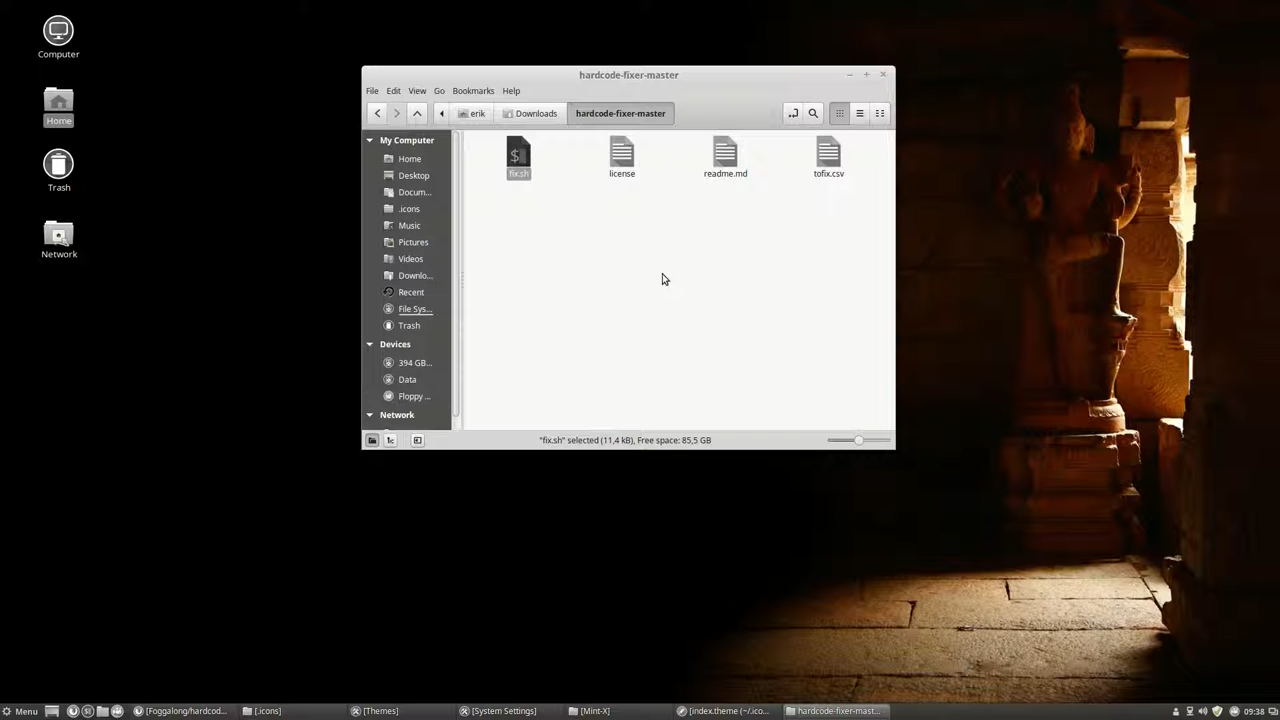 Computer
Home
Trash
Network
hardcode-fixer-master
File Edit View Go Bookmarks Help
erik Downloads hardcode-fixer-master
My Computer
Home
Desktop
Docum...
.icons
Music
Pictures
Videos
Downlo...
Recent
File Sys...
Trash
Devices
394 GB...
Data
Floppy ...
Network
fix.sh license readme.md tofix.csv
"fix.sh" selected (11,4 kB), Free space: 85,5 GB
Menu [Foggalong/hardcod... [.icons] [Themes] [System Settings] [Mint-X] [index.theme (~/.ico... hardcode-fixer-mast... 09:38